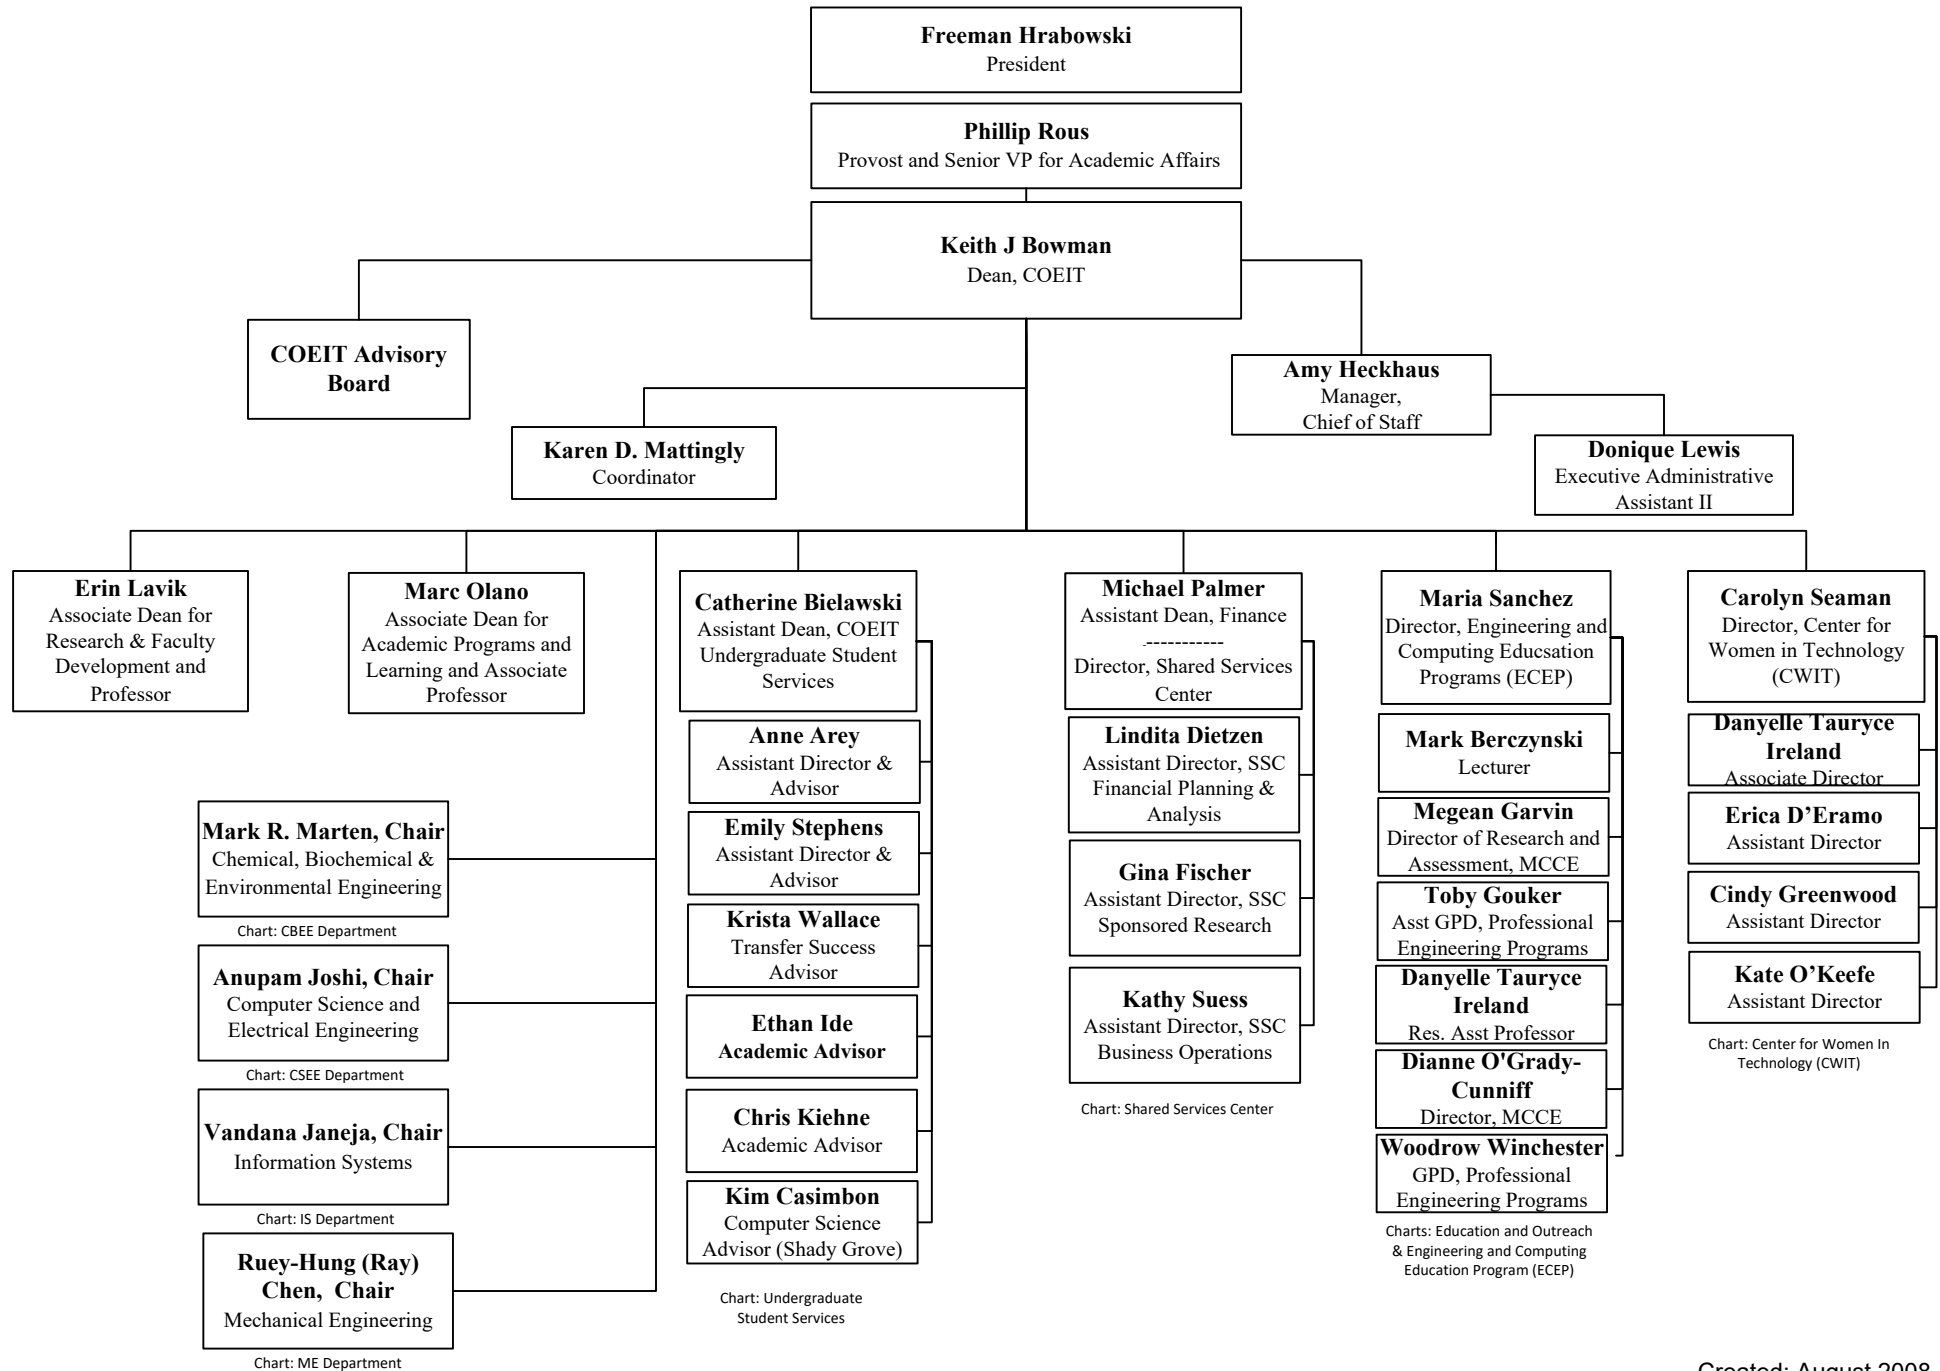 Freeman Hrabowski
President
Phillip Rous
Provost and Senior VP for Academic Affairs
Keith J Bowman
Dean, COEIT
COEIT Advisory
Board
Amy Heckhaus
Manager,
Chief of Staff
Karen D. Mattingly
Coordinator
Donique Lewis
Executive Administrative
Assistant II
Erin Lavik
Associate Dean for
Research & Faculty
Development and
Professor
Marc Olano
Associate Dean for
Academic Programs and
Learning and Associate
Professor
Mark R. Marten, Chair
Chemical, Biochemical &
Environmental Engineering
Chart: CBEE Department
Anupam Joshi, Chair
Computer Science and
Electrical Engineering
Chart: CSEE Department
Vandana Janeja, Chair
Information Systems
Chart: IS Department
Ruey-Hung (Ray)
Chen,  Chair
Mechanical Engineering
Chart: ME Department
Catherine Bielawski
Assistant Dean, COEIT
Undergraduate Student
Services
Anne Arey
Assistant Director &
Advisor
Emily Stephens
Assistant Director &
Advisor
Krista Wallace
Transfer Success
Advisor
Ethan Ide
Academic Advisor
Chris Kiehne
Academic Advisor
Kim Casimbon
Computer Science
Advisor (Shady Grove)
Chart: Undergraduate
Student Services
Michael Palmer
Assistant Dean, Finance
-----------
Director, Shared Services
Center
Lindita Dietzen
Assistant Director, SSC
Financial Planning &
Analysis
Gina Fischer
Assistant Director, SSC
Sponsored Research
Kathy Suess
Assistant Director, SSC
Business Operations
Chart: Shared Services Center
Maria Sanchez
Director, Engineering and
Computing Educsation
Programs (ECEP)
Mark Berczynski
Lecturer
Megean Garvin
Director of Research and
Assessment, MCCE
Toby Gouker
Asst GPD, Professional
Engineering Programs
Danyelle Tauryce
Ireland
Res. Asst Professor
Dianne O'Grady-
Cunniff
Director, MCCE
Woodrow Winchester
GPD, Professional
Engineering Programs
Charts: Education and Outreach
& Engineering and Computing
Education Program (ECEP)
Carolyn Seaman
Director, Center for
Women in Technology
(CWIT)
Danyelle Tauryce
Ireland
Associate Director
Erica D’Eramo
Assistant Director
Cindy Greenwood
Assistant Director
Kate O’Keefe
Assistant Director
Chart: Center for Women In
Technology (CWIT)
Created: August 2008